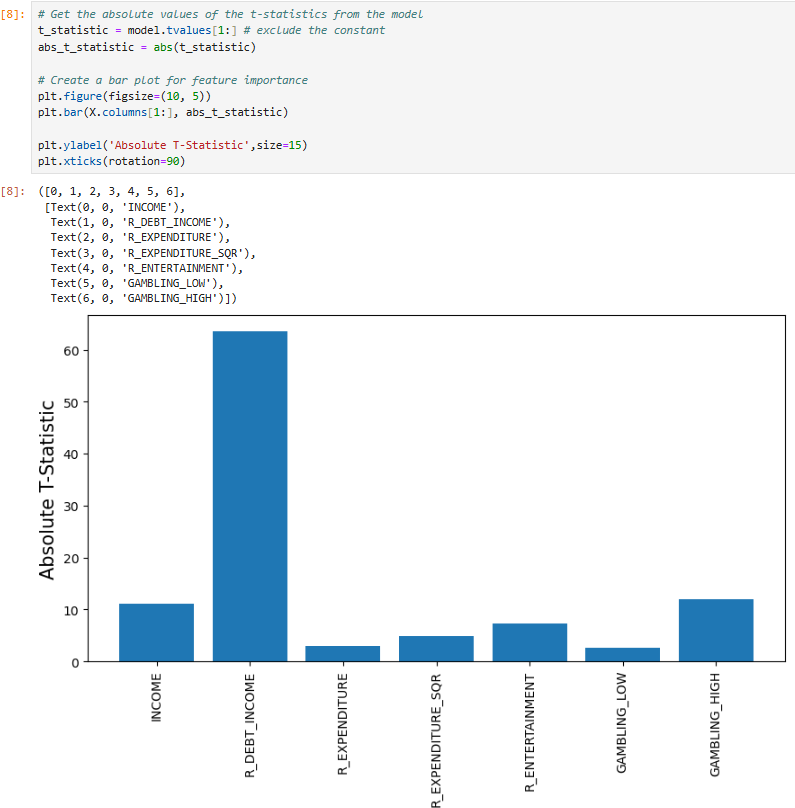 [8]: # Get the absolute values of the t-statistics from the model
t_statistic = model.tvalues[1:] # exclude the constant
abs_t_statistic = abs(t_statistic)
# Create a bar plot for feature importance
plt.figure(figsize=(10, 5))
plt.bar(X.columns[1:], abs_t_statistic)
plt.ylabel('Absolute T-Statistic',size=15)
plt.xticks(rotation=90)
[8]: ([0, 1, 2, 3, 4, 5, 6],
[Text(0, 0, 'INCOME'),
Text(1, 0, 'R_DEBT_INCOME'),
Text(2, 0, 'R_EXPENDITURE'),
Text(3, 0, 'R_EXPENDITURE_SQR'),
Text(4, 0, 'R_ENTERTAINMENT'),
Text(5, 0, 'GAMBLING_LOW'),
Text(6, 0, 'GAMBLING_HIGH')])
Absolute T-Statistic
60
50
40
30
20
10
0
INCOME
R_DEBT_INCOME
R_EXPENDITURE
R_EXPENDITURE_SQR
R_ENTERTAINMENT
GAMBLING_LOW
GAMBLING_HIGH